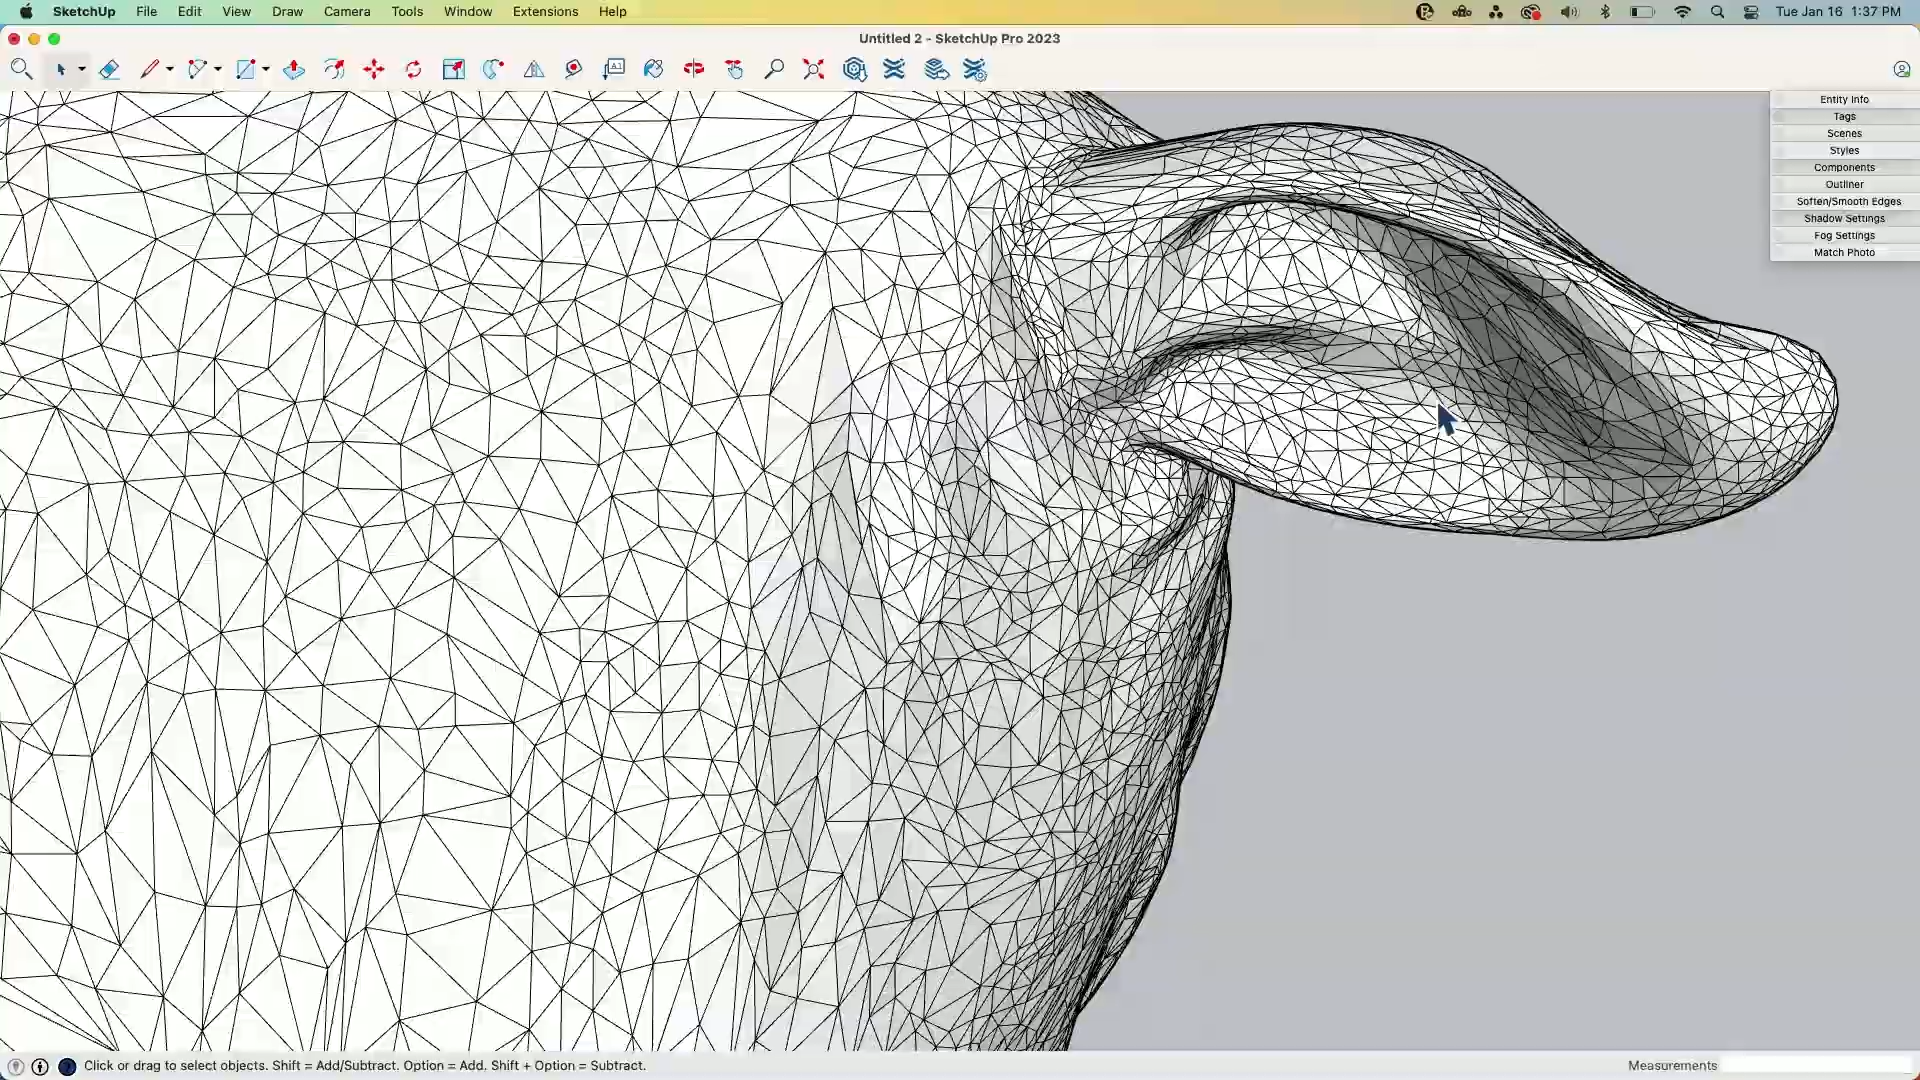 SketchUp File Edit View Draw Camera Tools Window Extensions Help Tue Jan 16 1:37 PM
Untitled 2 - SketchUp Pro 2023
A1
Entity Info
Tags
Scenes
Styles
Components
Outliner
Soften/Smooth Edges
Shadow Settings
Fog Settings
Match Photo
Click or drag to select objects. Shift = Add/Subtract. Option = Add. Shift + Option = Subtract. Measurements